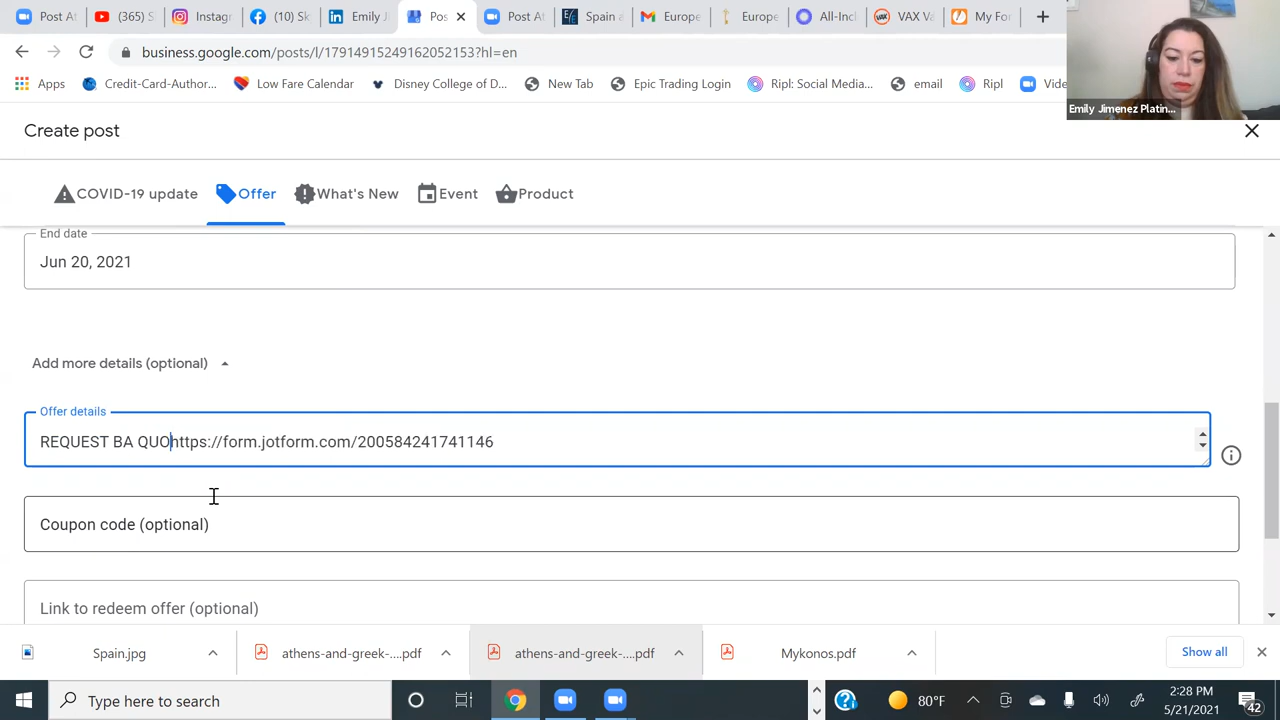 Post At
(365) S
Instag
(10) Sk
Emily J
Pos
Post At
Spain a
Europe
Europ
All-Incl
VAX V
My For
business.google.com/posts/l/17914915249162052153?hl=en
Apps
Credit-Card-Author...
Low Fare Calendar
Disney College of D...
New Tab
Epic Trading Login
Ripl: Social Media...
email
Ripl
Vide
Emily Jimenez Platin...
Create post
COVID-19 update
Offer
What's New
Event
Product
End date
Jun 20, 2021
Add more details (optional)
Offer details
REQUEST BA QUOhttps://form.jotform.com/200584241741146
Coupon code (optional)
Link to redeem offer (optional)
Spain.jpg
athens-and-greek-....pdf
athens-and-greek-....pdf
Mykonos.pdf
Show all
Type here to search
80°F
2:28 PM
5/21/2021
42